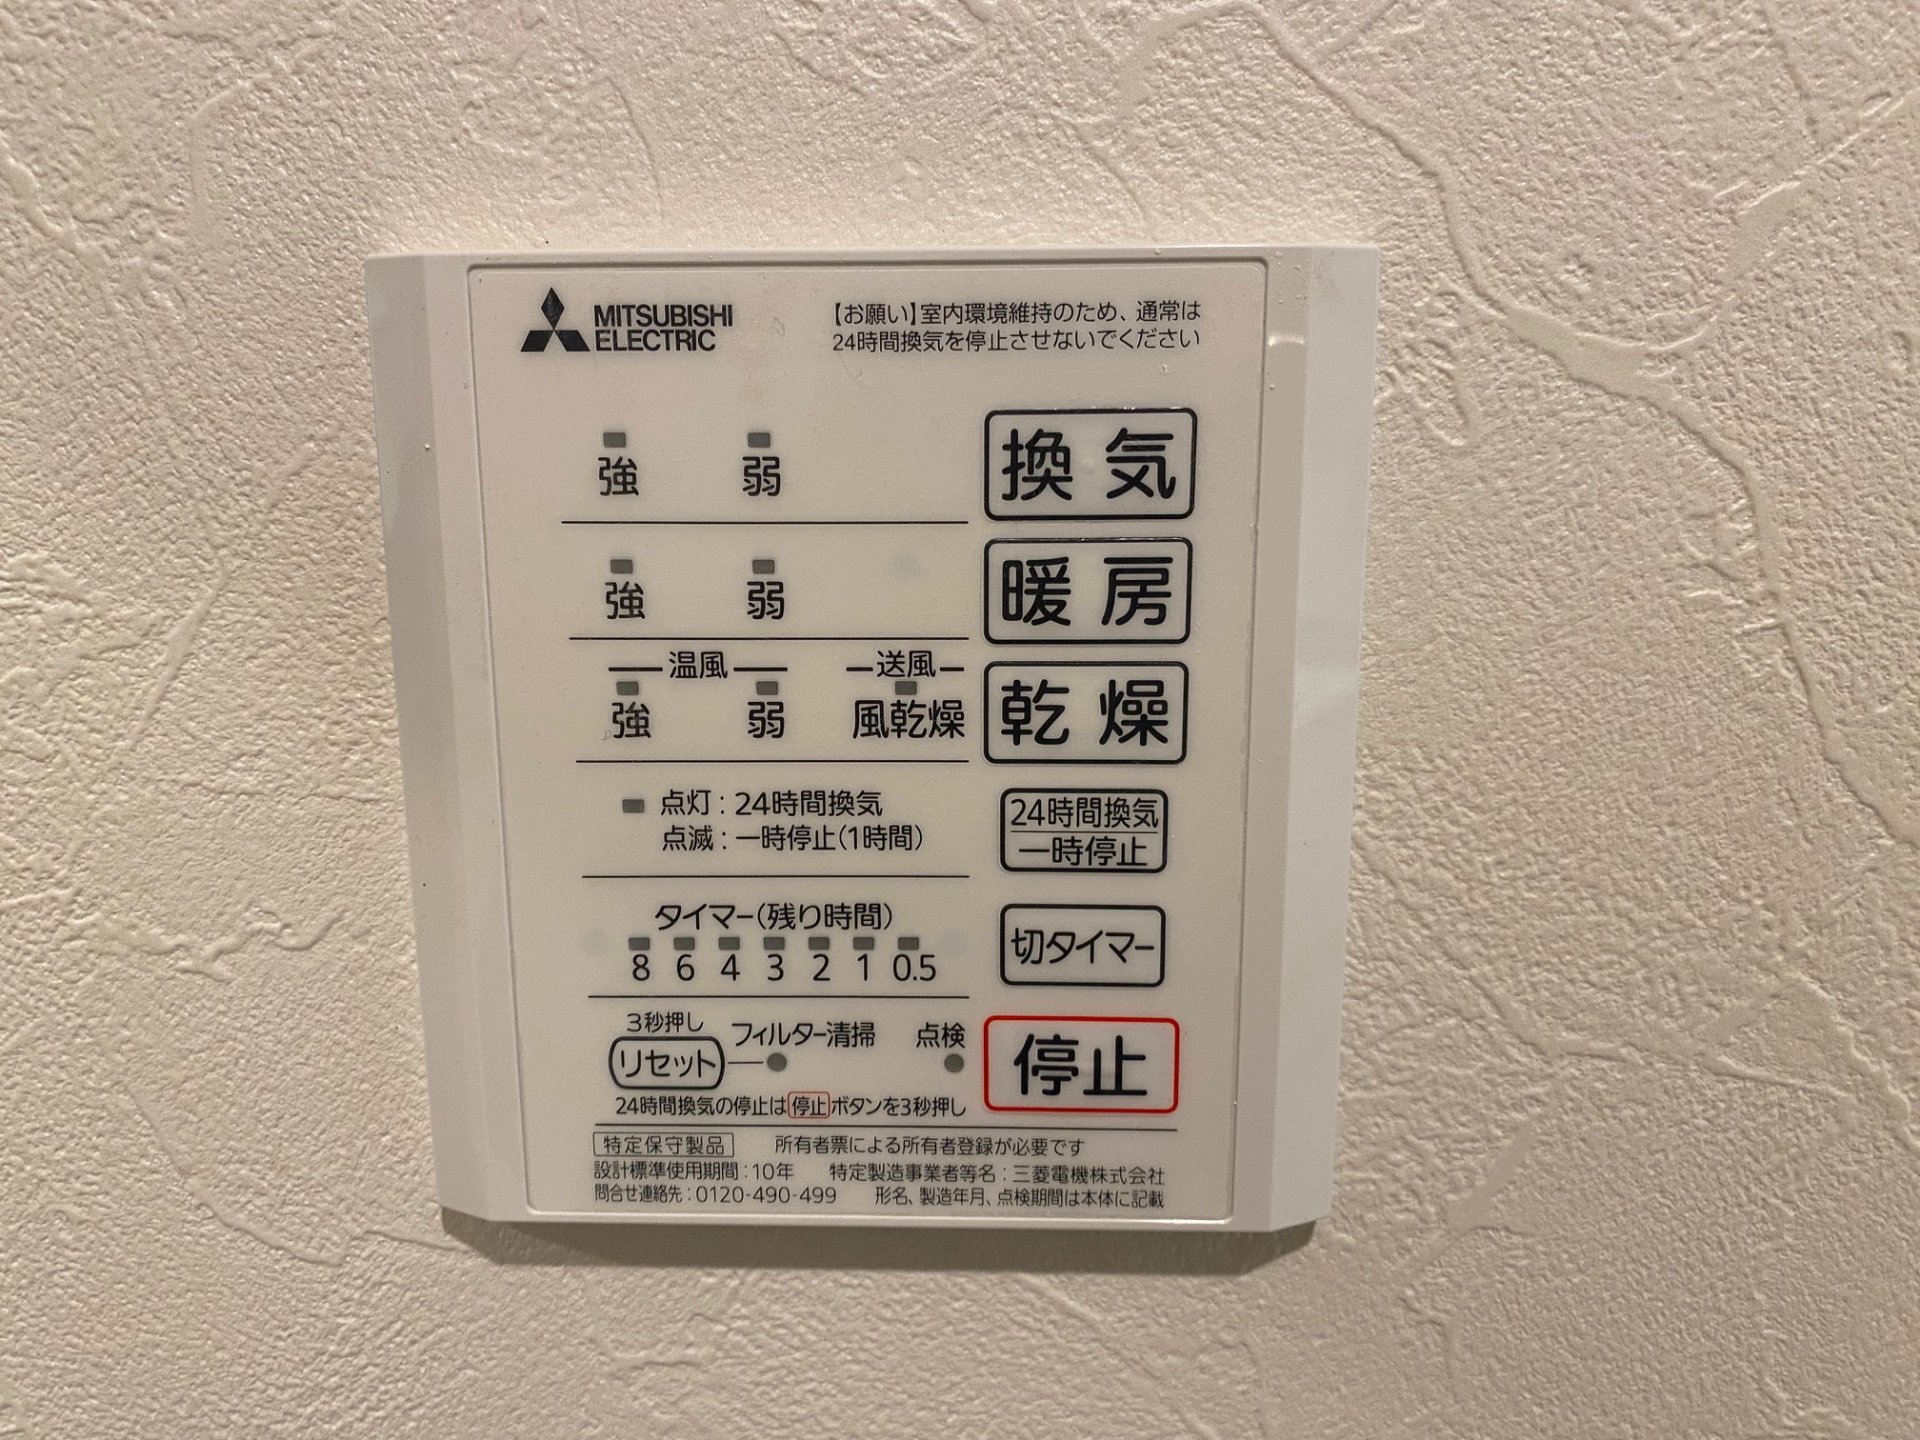 MITSUBISHI
ELECTRIC
【お願い】室内環境維持のため、通常は
24時間換気を停止させないでください
強 弱 換気
強 弱 暖房
温風 送風
強 弱 風乾燥 乾燥
点灯：24時間換気
点滅：一時停止(1時間)
24時間換気
一時停止
タイマー(残り時間)
8 6 4 3 2 1 0.5
切タイマー
3秒押し
リセット フィルター清掃 点検
停止
24時間換気の停止は停止ボタンを3秒押し
特定保守製品 所有者票による所有者登録が必要です
設計標準使用期間：10年 特定製造事業者等名：三菱電機株式会社
問合せ連絡先：0120-490-499 形名、製造年月、点検期間は本体に記載